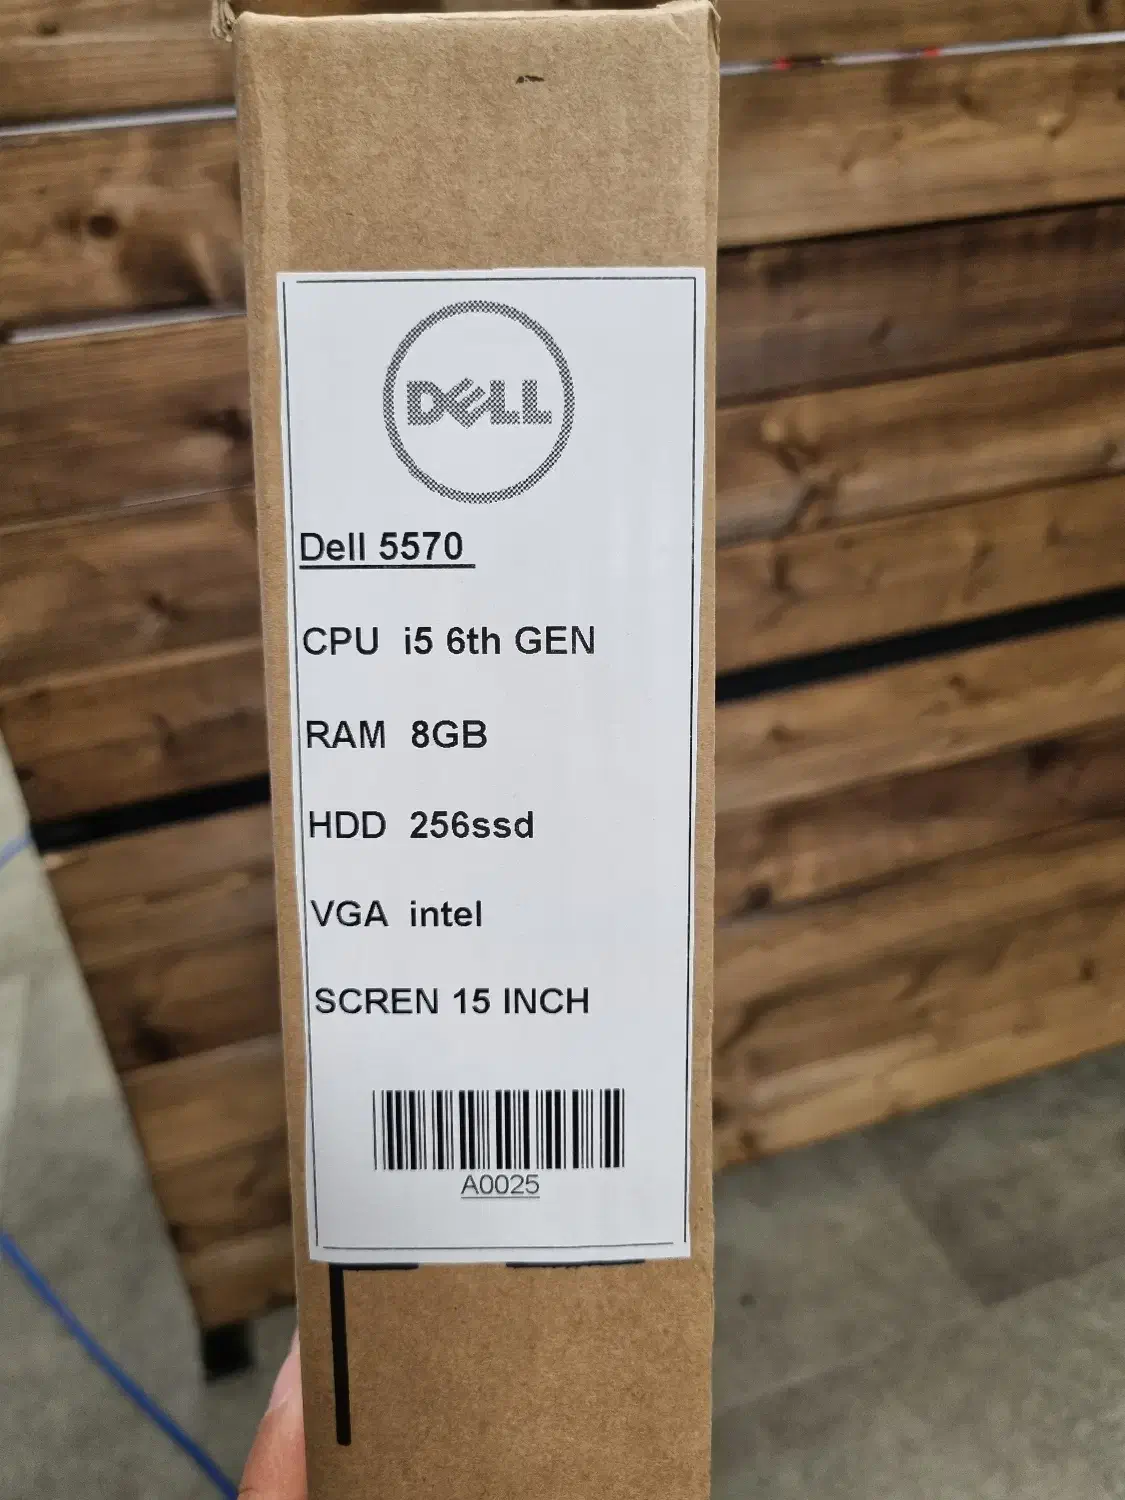 DELL
Dell 5570
CPU i5 6th GEN
RAM 8GB
HDD 256ssd
VGA intel
SCREN 15 INCH
A0025